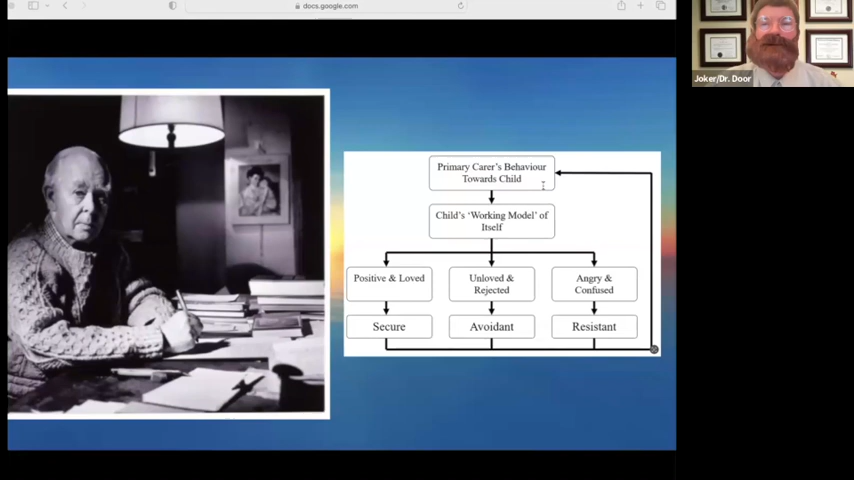 docs.google.com
Joker/Dr. Door
Primary Carer's Behaviour
Towards Child
Child's 'Working Model' of
Itself
Positive & Loved
Unloved &
Rejected
Angry &
Confused
Secure
Avoidant
Resistant